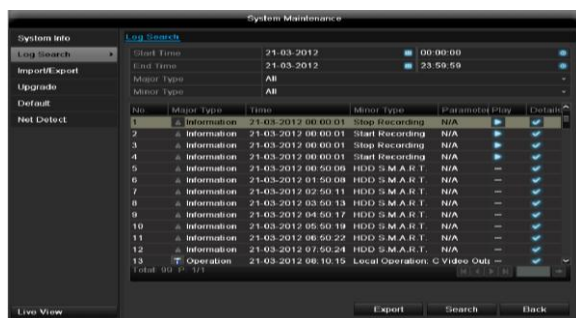 System Maintenance
System Info
Log Search
Import/Export
Upgrade
Default
Net Detect
Live View
Log Search
Start Time 21-03-2012 00:00:00
End Time 21-03-2012 23:59:59
Major Type All
Minor Type All
No Major Type Time Minor Type Parameter Play Details
1 Information 21-03-2012 00:00:01 Stop Recording N/A
2 Information 21-03-2012 00:00:01 Start Recording N/A
3 Information 21-03-2012 00:00:01 Stop Recording N/A
4 Information 21-03-2012 00:00:01 Start Recording N/A
5 Information 21-03-2012 00:50:06 HDD S.M.A.R.T. N/A —
6 Information 21-03-2012 01:50:08 HDD S.M.A.R.T. N/A —
7 Information 21-03-2012 02:50:11 HDD S.M.A.R.T. N/A —
8 Information 21-03-2012 03:50:13 HDD S.M.A.R.T. N/A —
9 Information 21-03-2012 04:50:17 HDD S.M.A.R.T. N/A —
10 Information 21-03-2012 05:50:19 HDD S.M.A.R.T. N/A —
11 Information 21-03-2012 06:50:22 HDD S.M.A.R.T. N/A —
12 Information 21-03-2012 07:50:24 HDD S.M.A.R.T. N/A —
13 Operation 21-03-2012 08:10:15 Local Operation: C Video Outp —
Total: 99 P: 1/1
Export Search Back